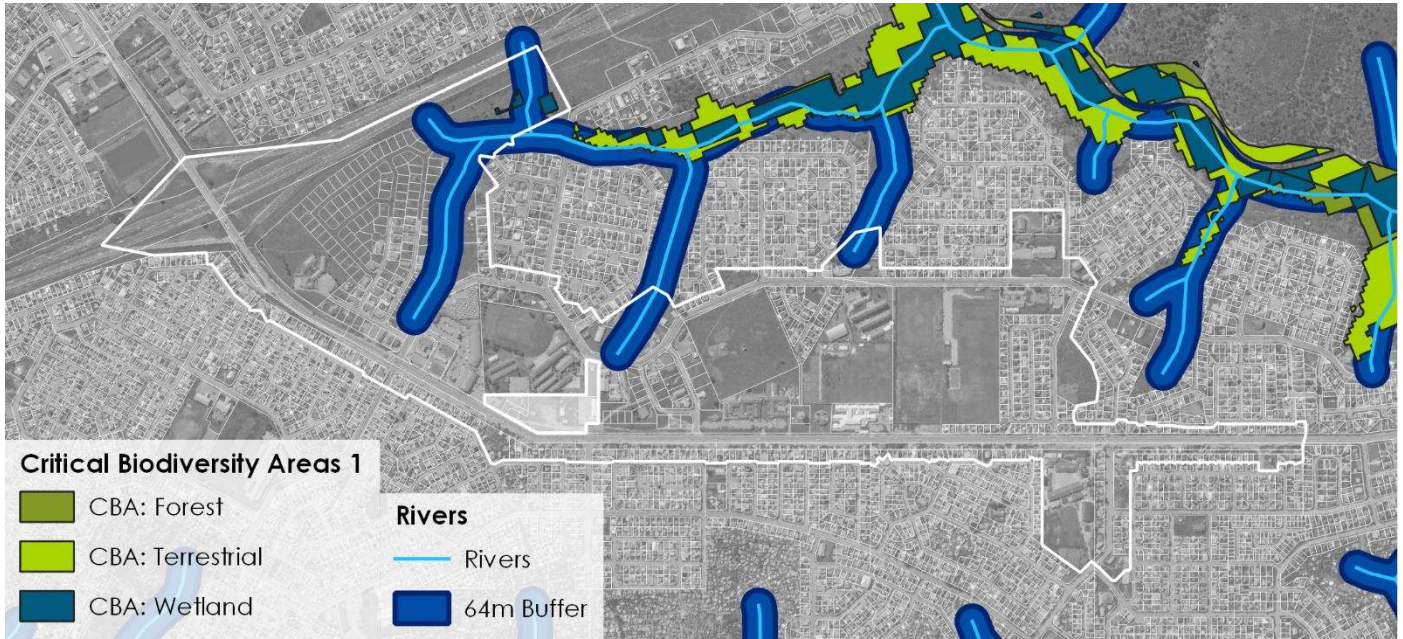 Critical Biodiversity Areas 1
CBA: Forest
CBA: Terrestrial
CBA: Wetland
Rivers
Rivers
64m Buffer